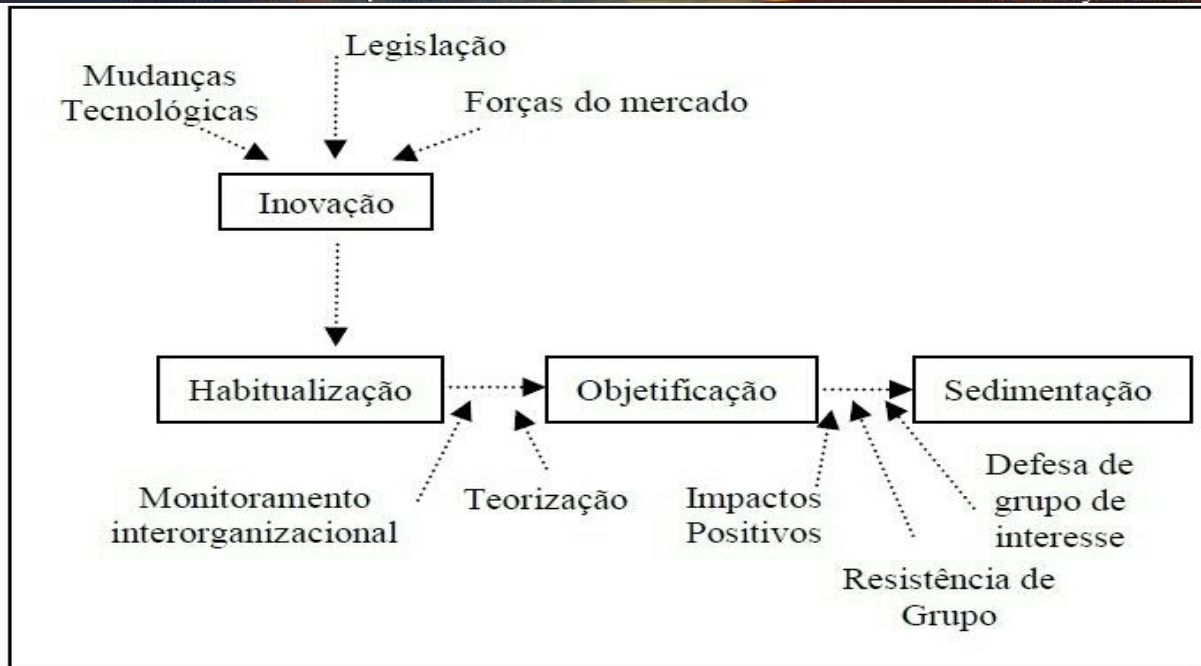 Legislação
Mudanças
Tecnológicas
Forças do mercado
Inovação
Habitualização
Objetificação
Sedimentação
Monitoramento
interorganizacional
Teorização
Impactos
Positivos
Defesa de
grupo de
interesse
Resistência de
Grupo